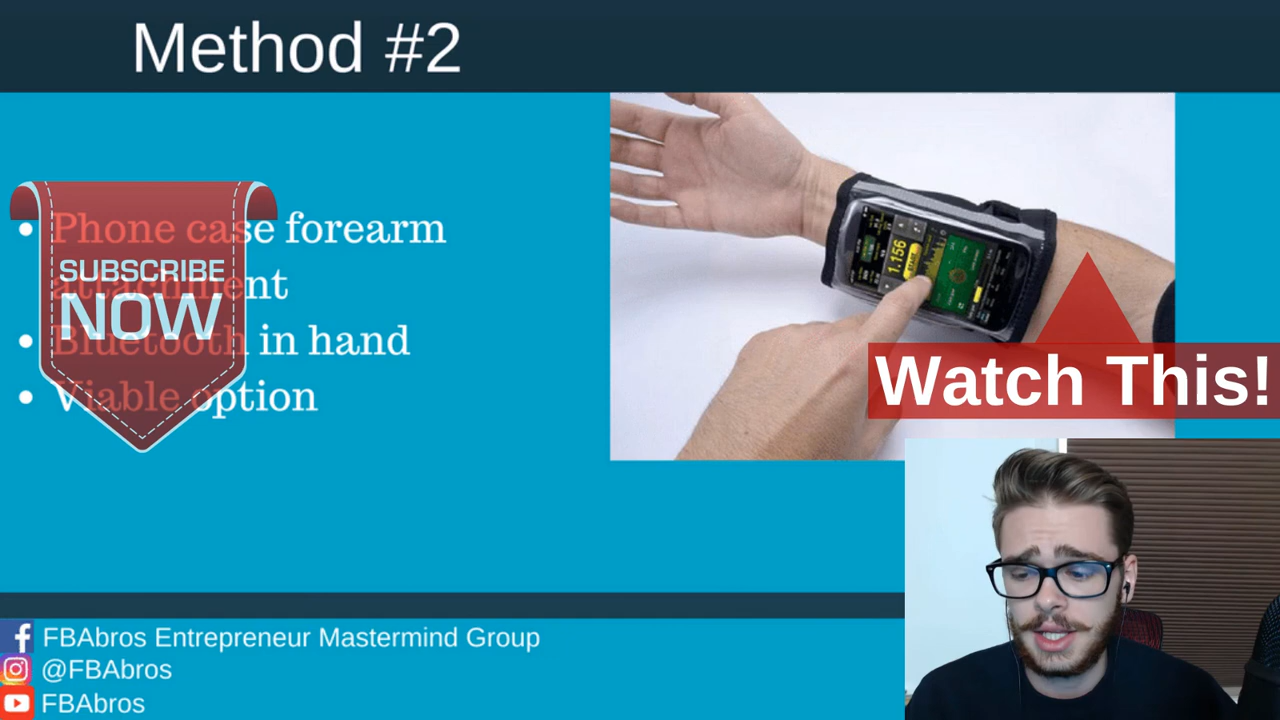 Method #2
Phone case forearm
attachment
Bluetooth in hand
Viable option
SUBSCRIBE
NOW
1.156
Watch This!
FBAbros Entrepreneur Mastermind Group
@FBAbros
FBAbros